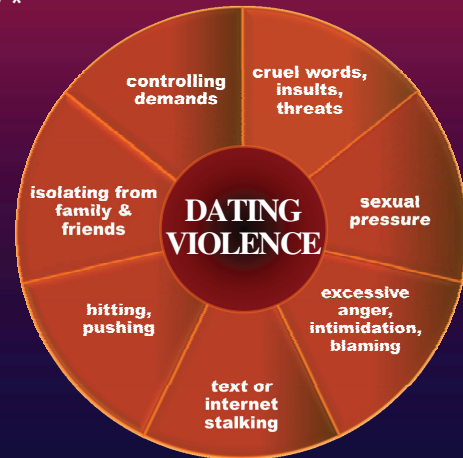 controlling
demands
cruel words,
insults,
threats
isolating from
family &
friends
DATING
VIOLENCE
sexual
pressure
hitting,
pushing
excessive
anger,
intimidation,
blaming
text or
internet
stalking